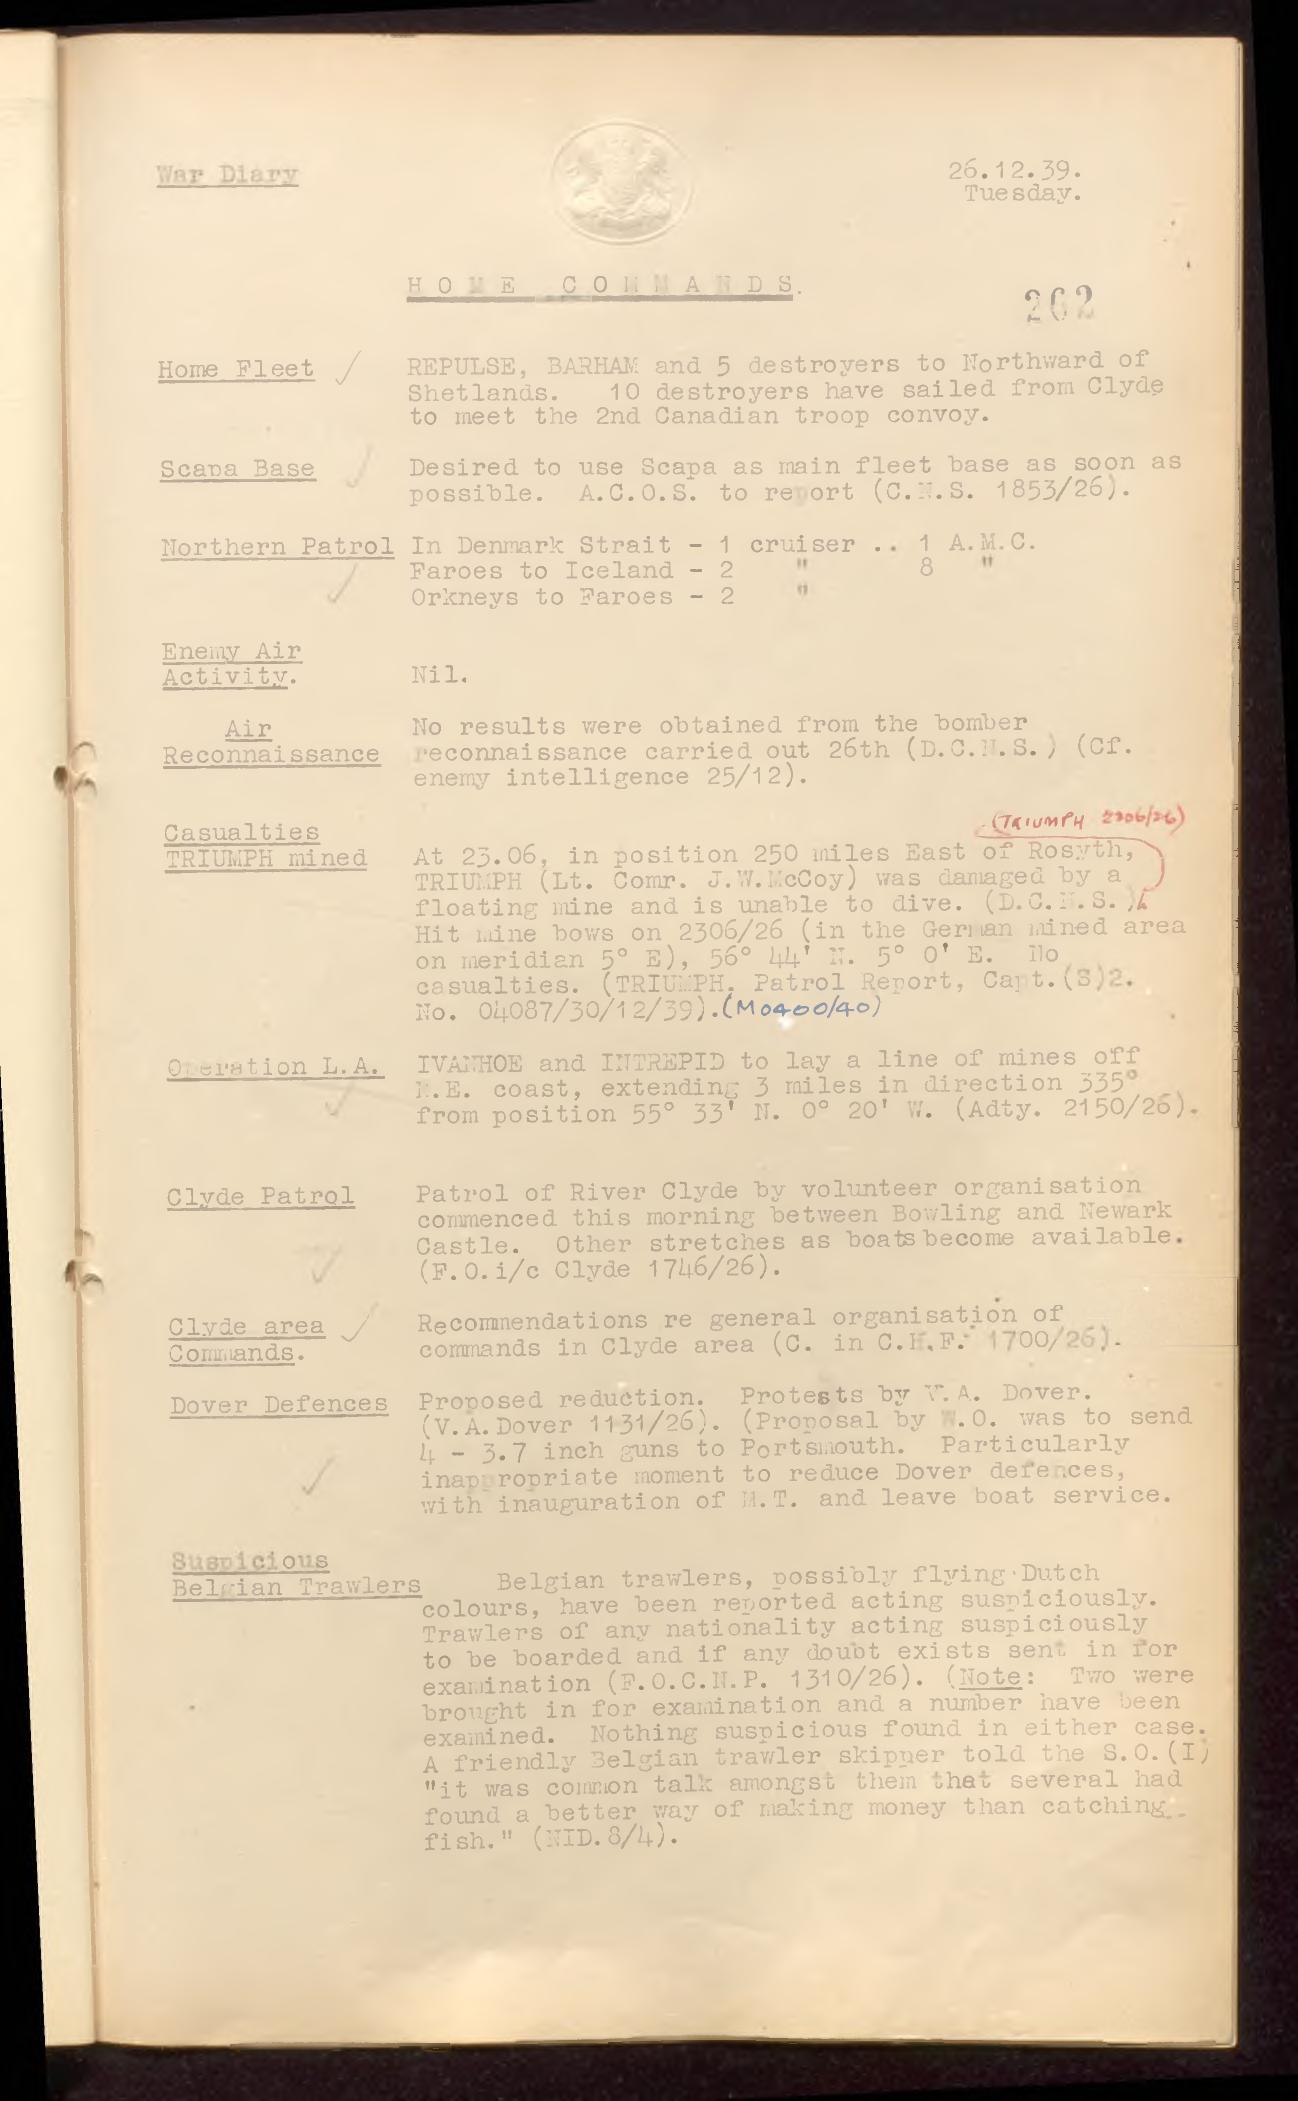 War Diary
26.12.39.
Tuesday.
HOME COMMANDS.
262
Home Fleet ✓ REPULSE, BARHAM and 5 destroyers to Northward of
Shetlands. 10 destroyers have sailed from Clyde
to meet the 2nd Canadian troop convoy.
Scapa Base ✓ Desired to use Scapa as main fleet base as soon as
possible. A.C.O.S. to report (C.N.S. 1853/26).
Northern Patrol In Denmark Strait - 1 cruiser .. 1 A.M.C.
Faroes to Iceland - 2 " 8 "
✓ Orkneys to Faroes - 2 "
Enemy Air
Activity. Nil.
Air No results were obtained from the bomber
Reconnaissance reconnaissance carried out 26th (D.C.N.S.) (Cf.
enemy intelligence 25/12).
(TRIUMPH 2306/26)
Casualties
TRIUMPH mined At 23.06, in position 250 miles East of Rosyth,
TRIUMPH (Lt. Comr. J.W.McCoy) was damaged by a
floating mine and is unable to dive. (D.C.N.S.)
Hit mine bows on 2306/26 (in the German mined area
on meridian 5° E), 56° 44' N. 5° 0' E. No
casualties. (TRIUMPH. Patrol Report, Capt.(S)2.
No. 04087/30/12/39).(M0400/40)
Operation L.A. IVANHOE and INTREPID to lay a line of mines off
✓ N.E. coast, extending 3 miles in direction 335°
from position 55° 33' N. 0° 20' W. (Adty. 2150/26).
Clyde Patrol Patrol of River Clyde by volunteer organisation
commenced this morning between Bowling and Newark
✓ Castle. Other stretches as boats become available.
(F.O.i/c Clyde 1746/26).
Clyde area ✓ Recommendations re general organisation of
Commands. commands in Clyde area (C. in C.H.F. 1700/26).
Dover Defences Proposed reduction. Protests by V.A. Dover.
(V.A.Dover 1131/26). (Proposal by W.O. was to send
4 - 3.7 inch guns to Portsmouth. Particularly
✓ inappropriate moment to reduce Dover defences,
with inauguration of M.T. and leave boat service.
Suspicious
Belgian Trawlers Belgian trawlers, possibly flying Dutch
colours, have been reported acting suspiciously.
Trawlers of any nationality acting suspiciously
to be boarded and if any doubt exists sent in for
examination (F.O.C.N.P. 1310/26). (Note: Two were
brought in for examination and a number have been
examined. Nothing suspicious found in either case.
A friendly Belgian trawler skipper told the S.O.(I)
"it was common talk amongst them that several had
found a better way of making money than catching
fish." (NID.8/4).